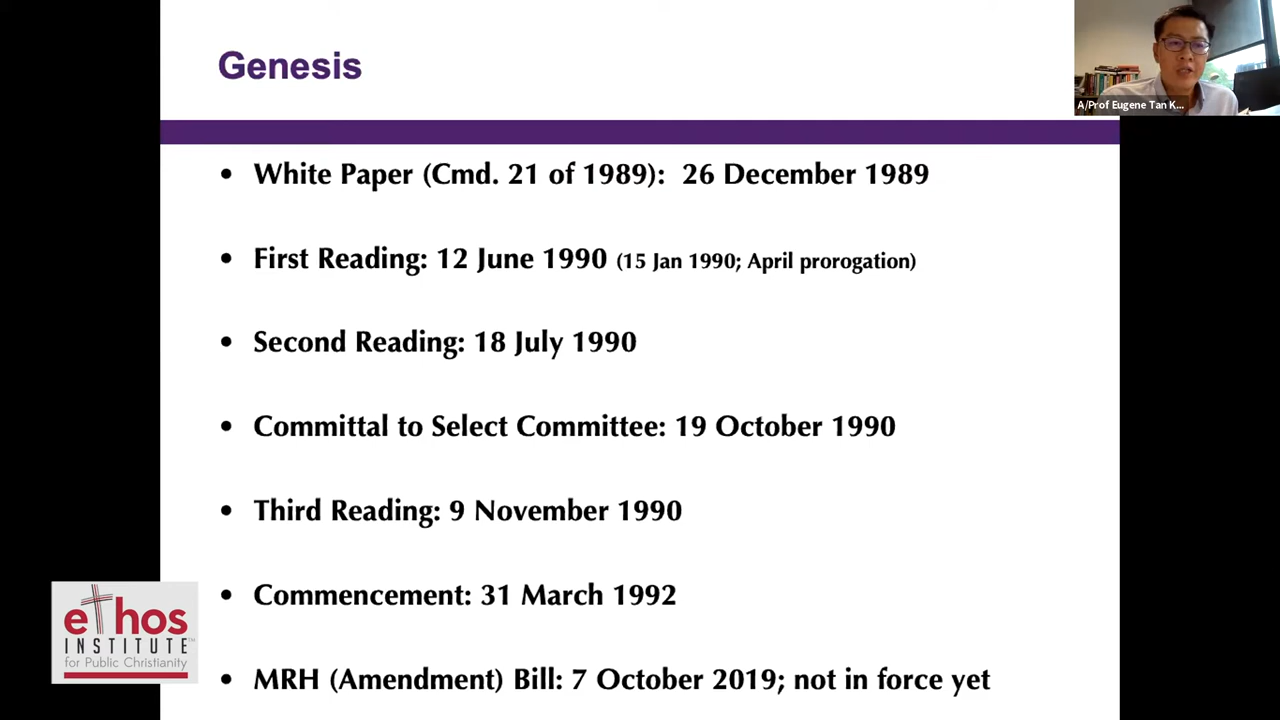 Genesis
A/Prof Eugene Tan K...
• White Paper (Cmd. 21 of 1989): 26 December 1989
• First Reading: 12 June 1990 (15 Jan 1990; April prorogation)
• Second Reading: 18 July 1990
• Committal to Select Committee: 19 October 1990
• Third Reading: 9 November 1990
• Commencement: 31 March 1992
• MRH (Amendment) Bill: 7 October 2019; not in force yet
ethos
INSTITUTE™
for Public Christianity